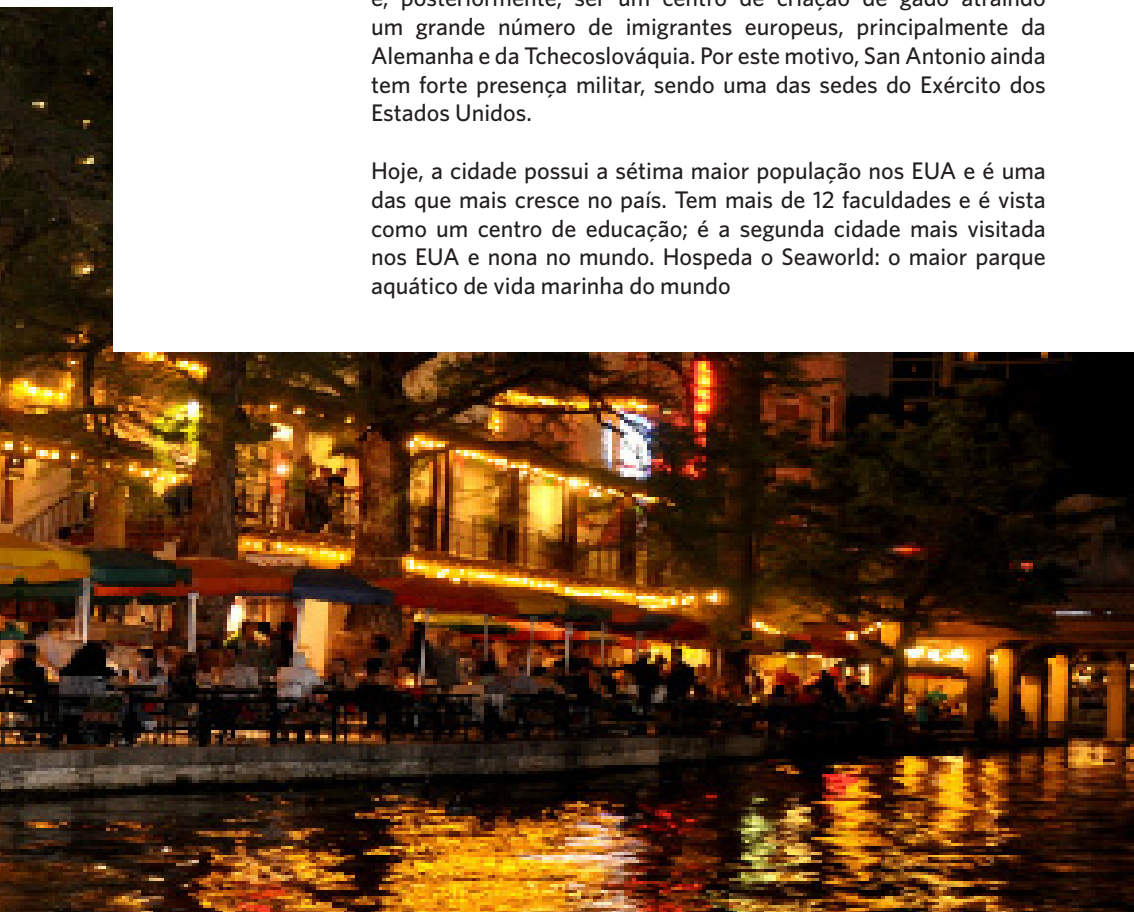 e, posteriormente, ser um centro de criação de gado atraindo
um grande número de imigrantes europeus, principalmente da
Alemanha e da Tchecoslováquia. Por este motivo, San Antonio ainda
tem forte presença militar, sendo uma das sedes do Exército dos
Estados Unidos.
Hoje, a cidade possui a sétima maior população nos EUA e é uma
das que mais cresce no país. Tem mais de 12 faculdades e é vista
como um centro de educação; é a segunda cidade mais visitada
nos EUA e nona no mundo. Hospeda o Seaworld: o maior parque
aquático de vida marinha do mundo